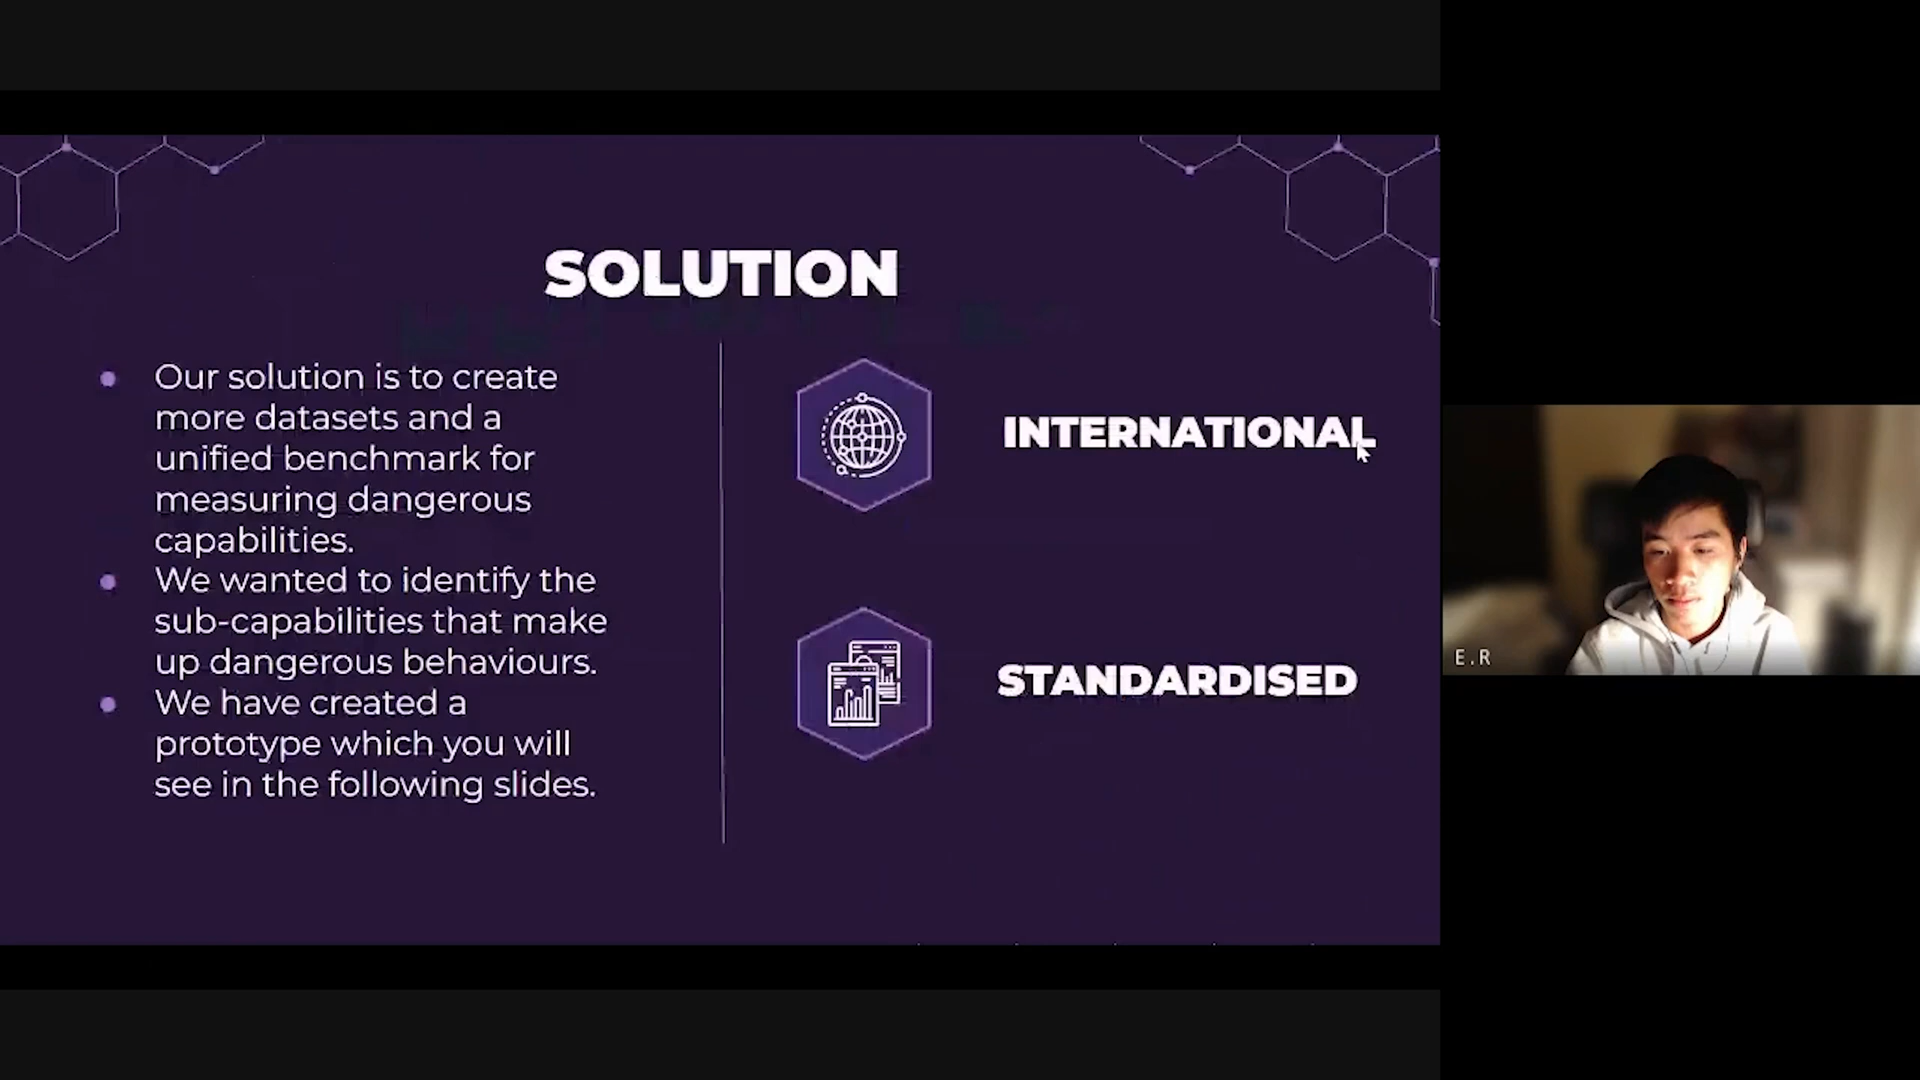 SOLUTION
Our solution is to create
more datasets and a
unified benchmark for
measuring dangerous
capabilities.
We wanted to identify the
sub-capabilities that make
up dangerous behaviours.
We have created a
prototype which you will
see in the following slides.
INTERNATIONAL
STANDARDISED
E.R